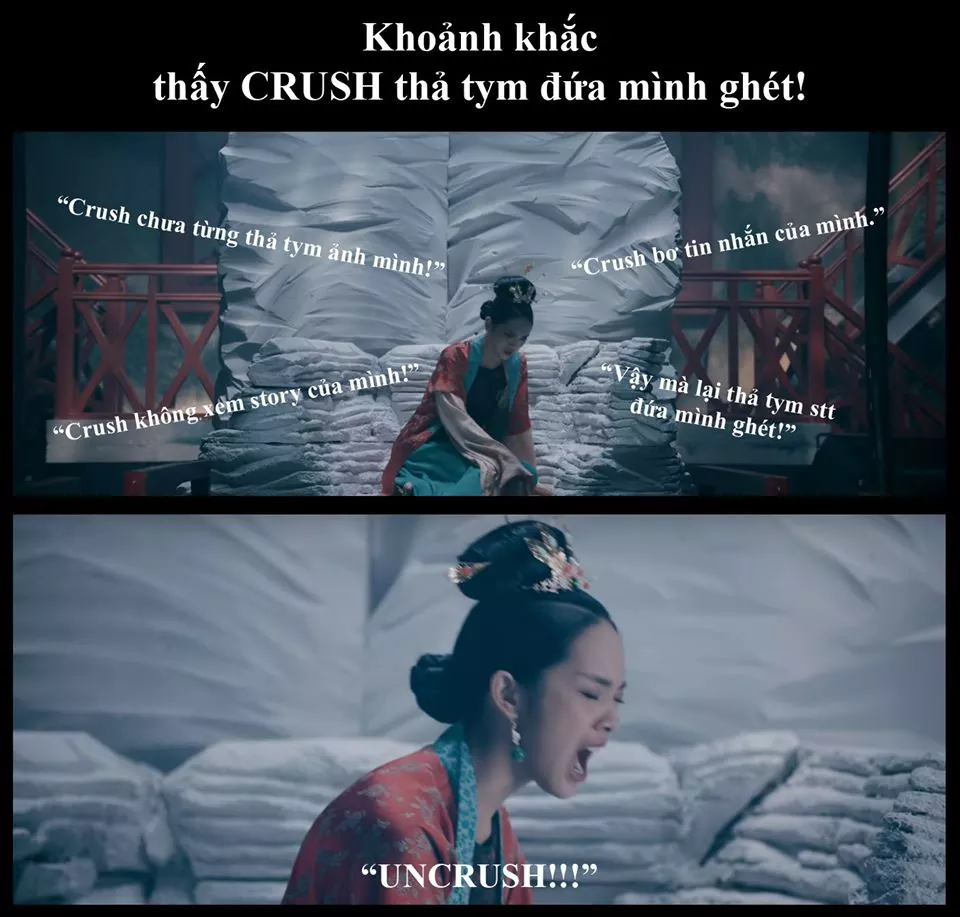 Khoảnh khắc
thấy CRUSH thả tym đứa mình ghét!
“Crush chưa từng thả tym ảnh mình!”
“Crush bơ tin nhắn của mình.”
“Crush không xem story của mình!”
“Vậy mà lại thả tym stt
đứa mình ghét!”
“UNCRUSH!!!”